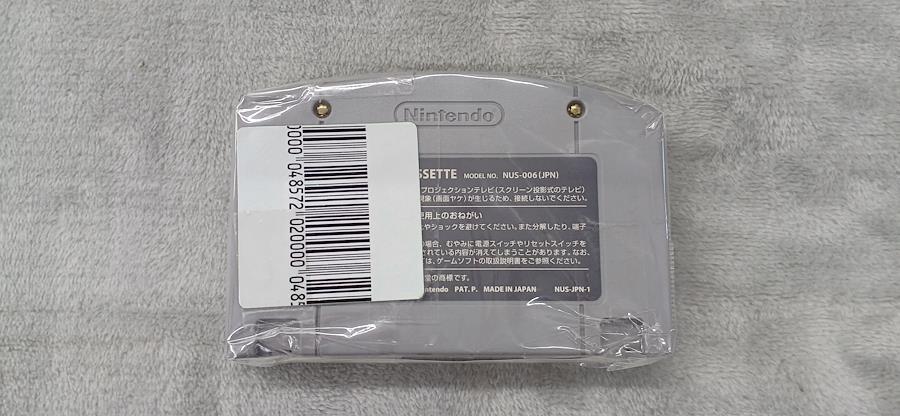 Nintendo
0000 048572 020000 0485
SSETTE MODEL NO. NUS-006(JPN)
プロジェクションテレビ(スクリーン投影式のテレビ)
現象(画面ヤケ)が生じるため、接続しないでください。
使用上のおねがい
やショックを避けてください。また分解したり、端子
の場合、むやみに電源スイッチやリセットスイッチを
されている内容が消えてしまうことがあります。なお、
ては、ゲームソフトの取扱説明書をご参照ください。
堂の商標です。
ntendo PAT. P. MADE IN JAPAN NUS-JPN-1